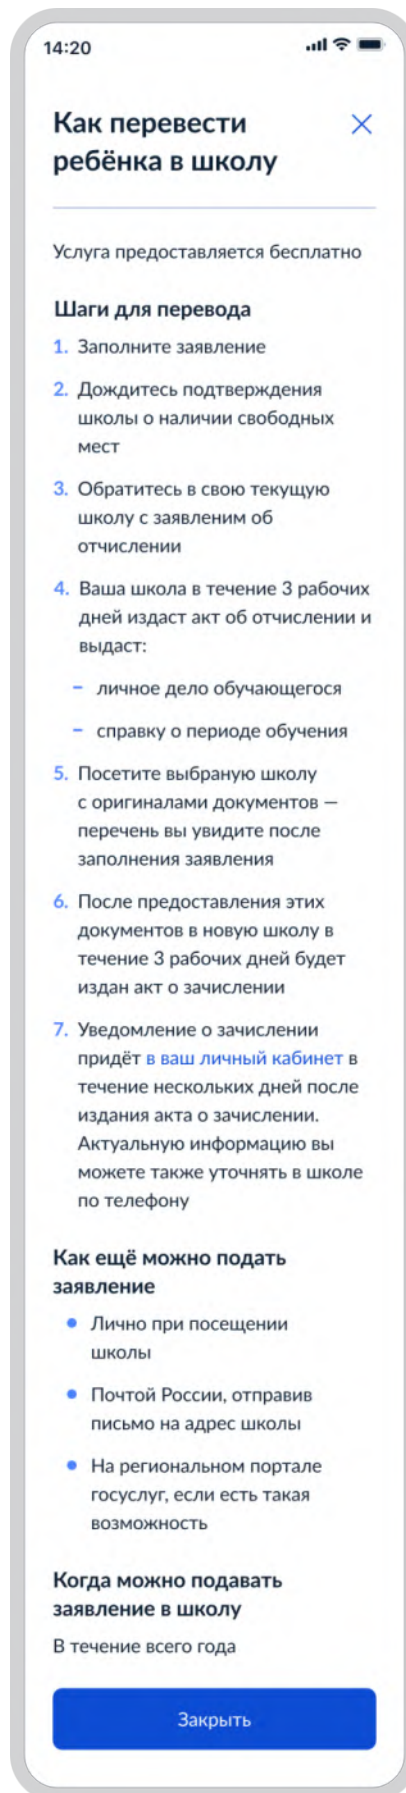 14:20
Как перевести
ребёнка в школу
Услуга предоставляется бесплатно
Шаги для перевода
1. Заполните заявление
2. Дождитесь подтверждения
школы о наличии свободных
мест
3. Обратитесь в свою текущую
школу с заявленим об
отчислении
4. Ваша школа в течение 3 рабочих
дней издаст акт об отчислении и
выдаст:
– личное дело обучающегося
– справку о периоде обучения
5. Посетите выбраную школу
с оригиналами документов —
перечень вы увидите после
заполнения заявления
6. После предоставления этих
документов в новую школу в
течение 3 рабочих дней будет
издан акт о зачислении
7. Уведомление о зачислении
придёт в ваш личный кабинет в
течение нескольких дней после
издания акта о зачислении.
Актуальную информацию вы
можете также уточнять в школе
по телефону
Как ещё можно подать
заявление
• Лично при посещении
школы
• Почтой России, отправив
письмо на адрес школы
• На региональном портале
госуслуг, если есть такая
возможность
Когда можно подавать
заявление в школу
В течение всего года
Закрыть